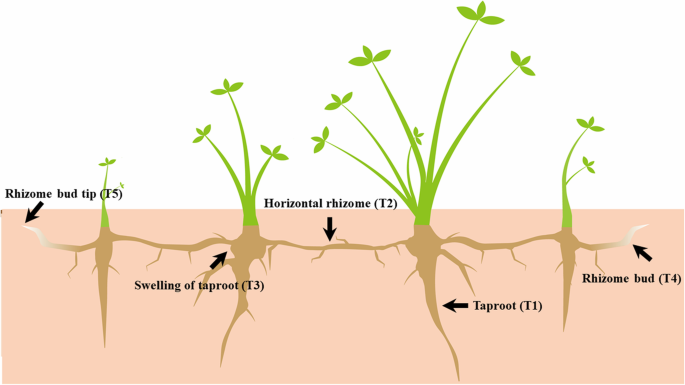 Rhizome bud tip (T5)
Horizontal rhizome (T2)
Swelling of taproot (T3)
Rhizome bud (T4)
Taproot (T1)